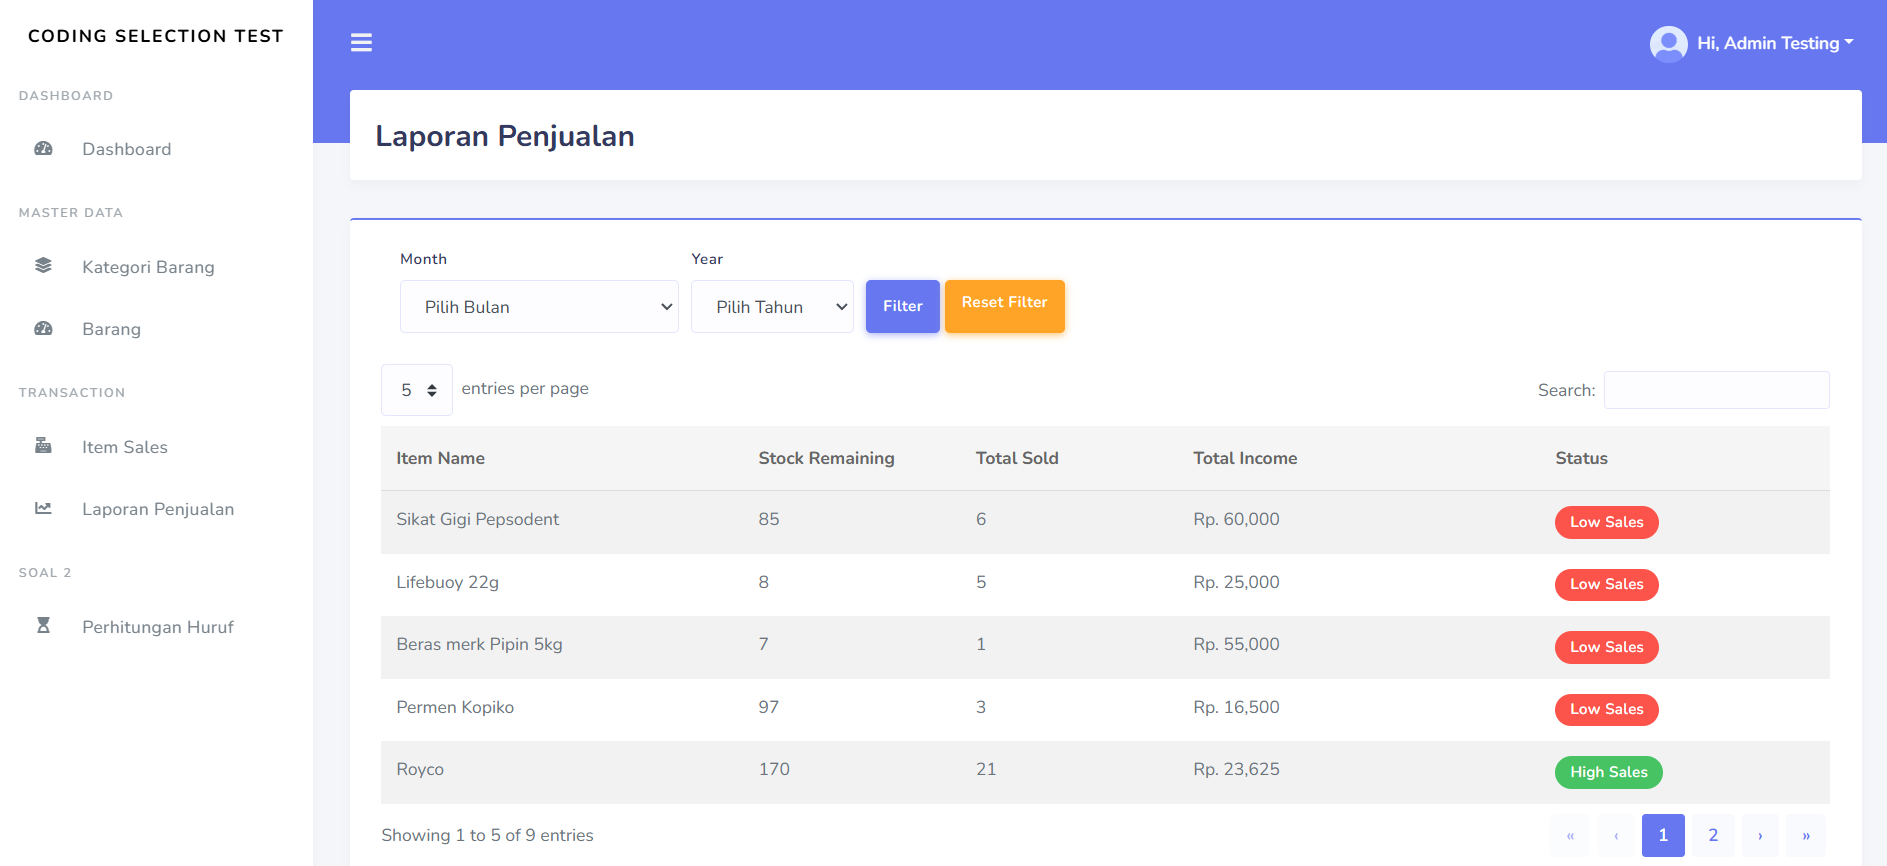 CODING SELECTION TEST
DASHBOARD
Dashboard
MASTER DATA
Kategori Barang
Barang
TRANSACTION
Item Sales
Laporan Penjualan
SOAL 2
Perhitungan Huruf
Hi, Admin Testing
Laporan Penjualan
Month Year
Pilih Bulan Pilih Tahun Filter Reset Filter
5 entries per page Search:
Item Name Stock Remaining Total Sold Total Income Status
Sikat Gigi Pepsodent 85 6 Rp. 60,000 Low Sales
Lifebuoy 22g 8 5 Rp. 25,000 Low Sales
Beras merk Pipin 5kg 7 1 Rp. 55,000 Low Sales
Permen Kopiko 97 3 Rp. 16,500 Low Sales
Royco 170 21 Rp. 23,625 High Sales
Showing 1 to 5 of 9 entries « ‹ 1 2 › »